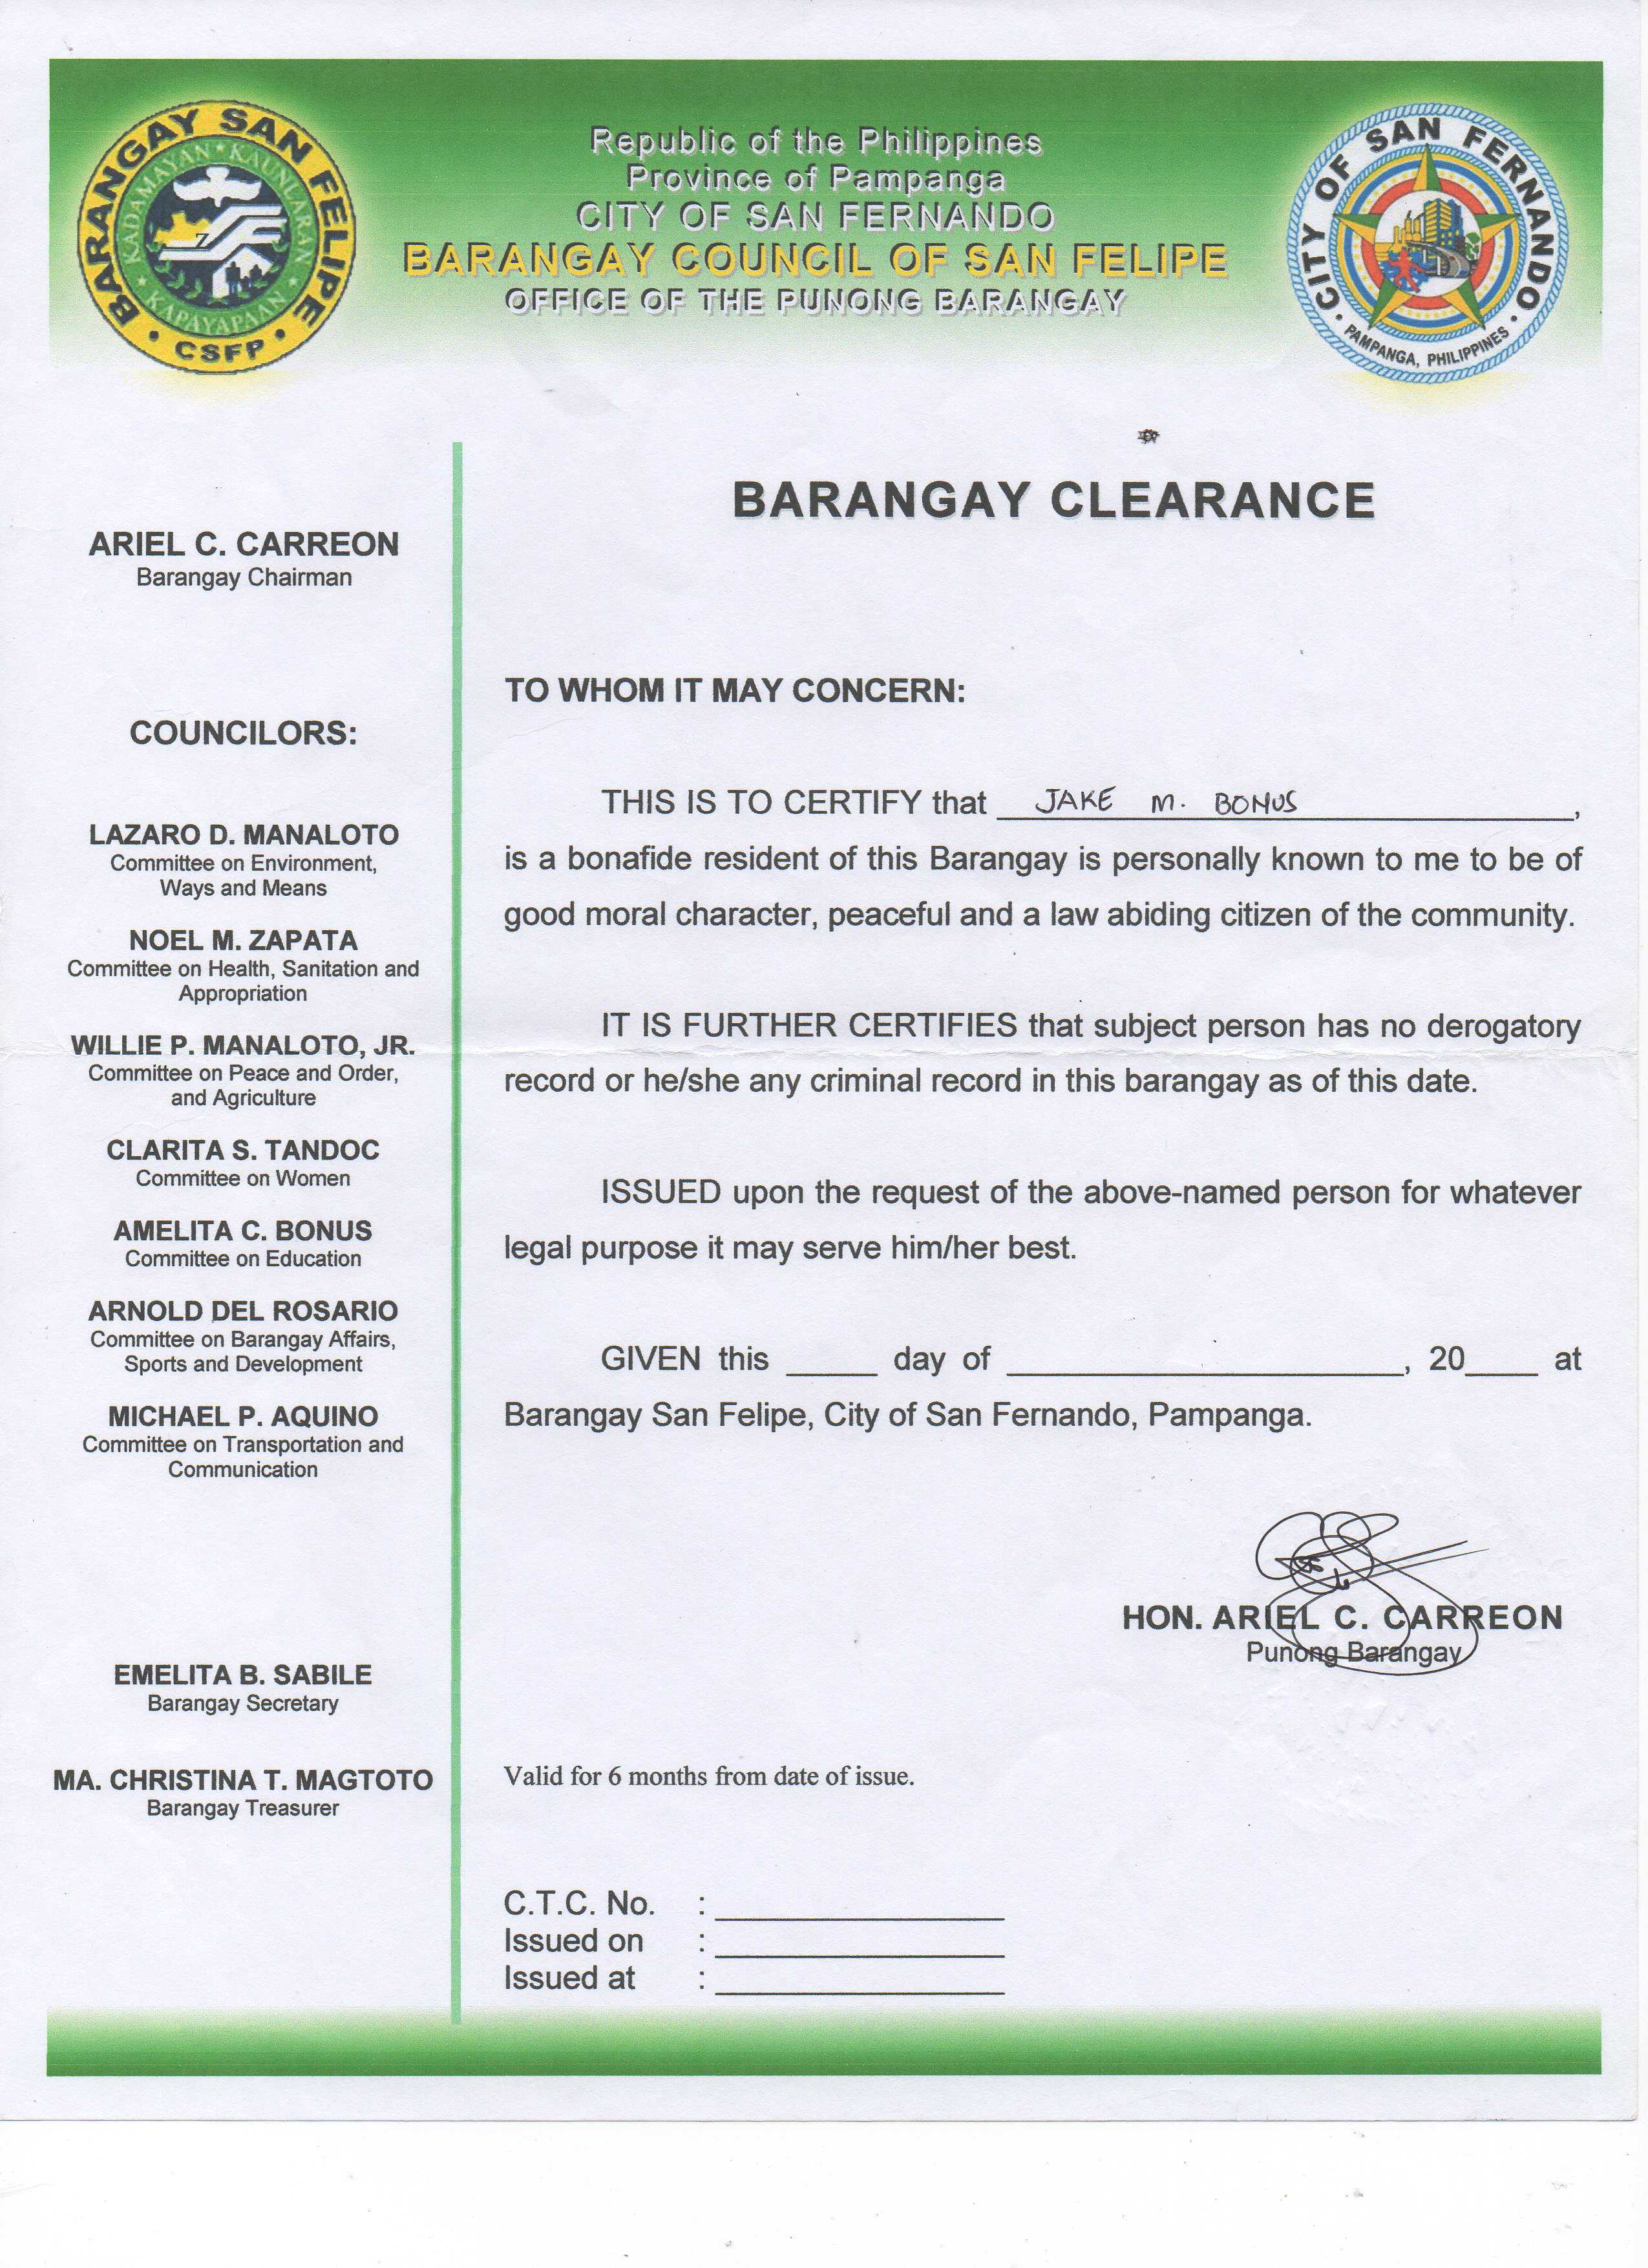 BARANGAY SAN FELIPE
KADAMAYAN ★ KAUNLARAN
KAPAYAPAAN
Z
CSFP
Republic of the Philippines
Province of Pampanga
CITY OF SAN FERNANDO
BARANGAY COUNCIL OF SAN FELIPE
OFFICE OF THE PUNONG BARANGAY
CITY OF SAN FERNANDO
PAMPANGA, PHILIPPINES
ARIEL C. CARREON
Barangay Chairman
COUNCILORS:
LAZARO D. MANALOTO
Committee on Environment,
Ways and Means
NOEL M. ZAPATA
Committee on Health, Sanitation and
Appropriation
WILLIE P. MANALOTO, JR.
Committee on Peace and Order,
and Agriculture
CLARITA S. TANDOC
Committee on Women
AMELITA C. BONUS
Committee on Education
ARNOLD DEL ROSARIO
Committee on Barangay Affairs,
Sports and Development
MICHAEL P. AQUINO
Committee on Transportation and
Communication
EMELITA B. SABILE
Barangay Secretary
MA. CHRISTINA T. MAGTOTO
Barangay Treasurer
BARANGAY CLEARANCE
TO WHOM IT MAY CONCERN:
THIS IS TO CERTIFY that JAKE M. BONUS,
is a bonafide resident of this Barangay is personally known to me to be of
good moral character, peaceful and a law abiding citizen of the community.
IT IS FURTHER CERTIFIES that subject person has no derogatory
record or he/she any criminal record in this barangay as of this date.
ISSUED upon the request of the above-named person for whatever
legal purpose it may serve him/her best.
GIVEN this _____ day of ______________________, 20____ at
Barangay San Felipe, City of San Fernando, Pampanga.
HON. ARIEL C. CARREON
Punong Barangay
Valid for 6 months from date of issue.
C.T.C. No. : ________________
Issued on : ________________
Issued at : ________________